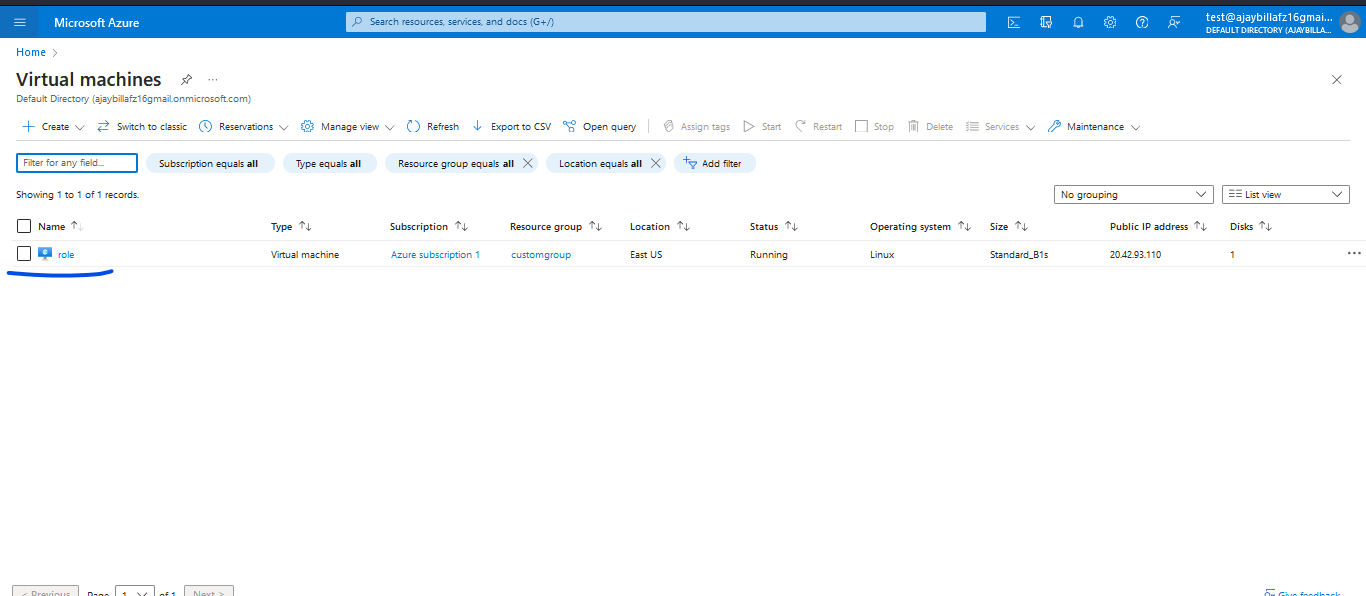 Microsoft Azure
Search resources, services, and docs (G+/)
test@ajaybillafz16gmai...
DEFAULT DIRECTORY (AJAYBILLA...
Home
Virtual machines
...
Default Directory (ajaybillafz16gmail.onmicrosoft.com)
Create Switch to classic Reservations Manage view Refresh Export to CSV Open query Assign tags Start Restart Stop Delete Services Maintenance
Filter for any field... Subscription equals all Type equals all Resource group equals all Location equals all Add filter
Showing 1 to 1 of 1 records. No grouping List view
Name Type Subscription Resource group Location Status Operating system Size Public IP address Disks
role Virtual machine Azure subscription 1 customgroup East US Running Linux Standard_B1s 20.42.93.110 1 ...
< Previous Page 1 of 1 Next > Give feedback